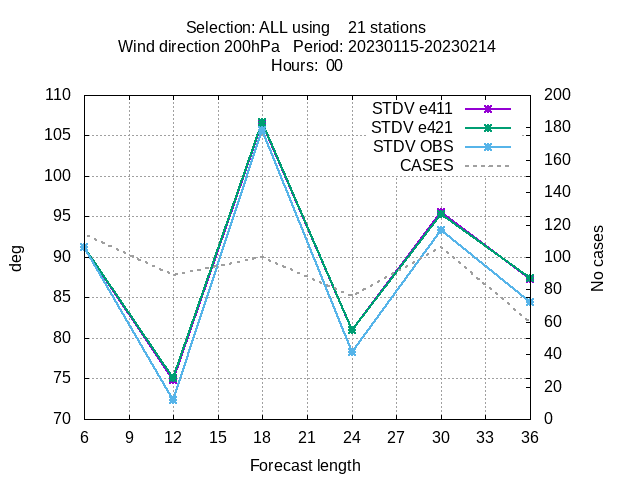 Selection: ALL using 21 stations
Wind direction 200hPa Period: 20230115-20230214
Hours: 00
110 200
STDV e411
STDV e421
STDV OBS
CASES
105
100
95
90
85
80
75
70
180
160
140
120
100
80
60
40
20
0
deg
No cases
6 9 12 15 18 21 24 27 30 33 36
Forecast length